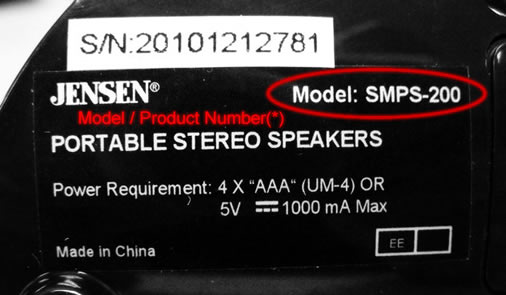 S/N:20101212781
JENSEN® Model: SMPS-200
Model / Product Number(*)
PORTABLE STEREO SPEAKERS
Power Requirement: 4 X "AAA" (UM-4) OR
5V ⎓ 1000 mA Max
Made in China EE